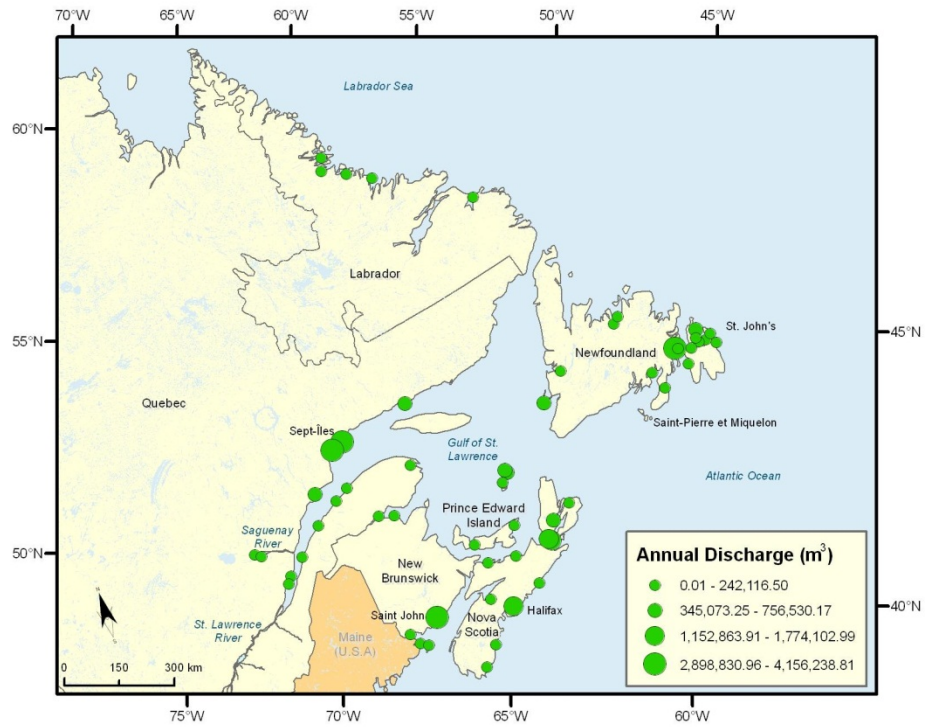 70°W 65°W 60°W 55°W 50°W 45°W
Labrador Sea
60°N
Labrador
St. John's
45°N
55°N
Newfoundland
Quebec
Saint-Pierre et Miquelon
Sept-Îles
Gulf of St.
Lawrence
Atlantic Ocean
Prince Edward
Island
Saguenay
River
50°N
New
Brunswick
Annual Discharge (m³)
0.01 - 242,116.50
345,073.25 - 756,530.17
1,152,863.91 - 1,774,102.99
2,898,830.96 - 4,156,238.81
Saint John
Halifax
40°N
Nova
Scotia
St. Lawrence
River
Maine
(U.S.A)
N
0 150 300 km
75°W 70°W 65°W 60°W